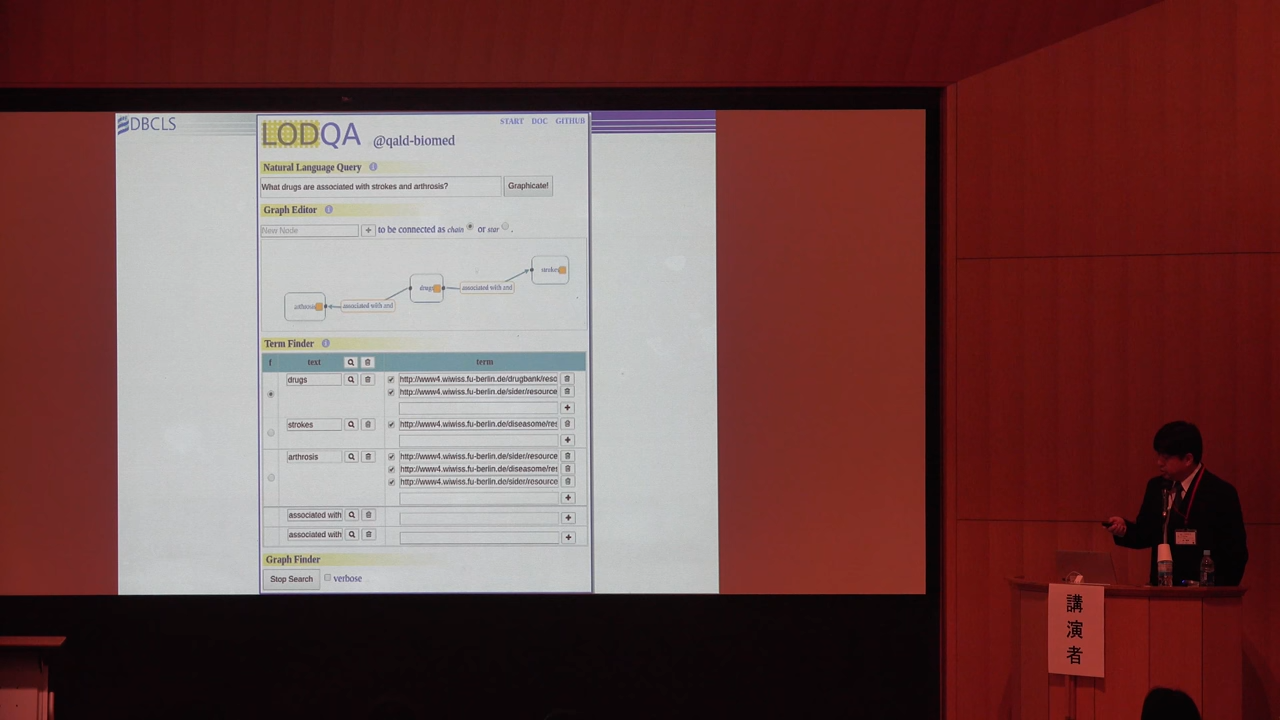 DBCLS
LODQA @qald-biomed
START DOC GITHUB
Natural Language Query
What drugs are associated with strokes and arthrosis?
Graphicate!
Graph Editor
New Node + to be connected as chain or star .
strokes
drugs
associated with and
arthrosis
associated with and
Term Finder
f text term
drugs
http://www4.wiwiss.fu-berlin.de/drugbank/reso
http://www4.wiwiss.fu-berlin.de/sider/resource
+
strokes
http://www4.wiwiss.fu-berlin.de/diseasome/res
+
arthrosis
http://www4.wiwiss.fu-berlin.de/sider/resource
http://www4.wiwiss.fu-berlin.de/diseasome/res
http://www4.wiwiss.fu-berlin.de/sider/resource
+
associated with +
associated with +
Graph Finder
Stop Search verbose
講演者